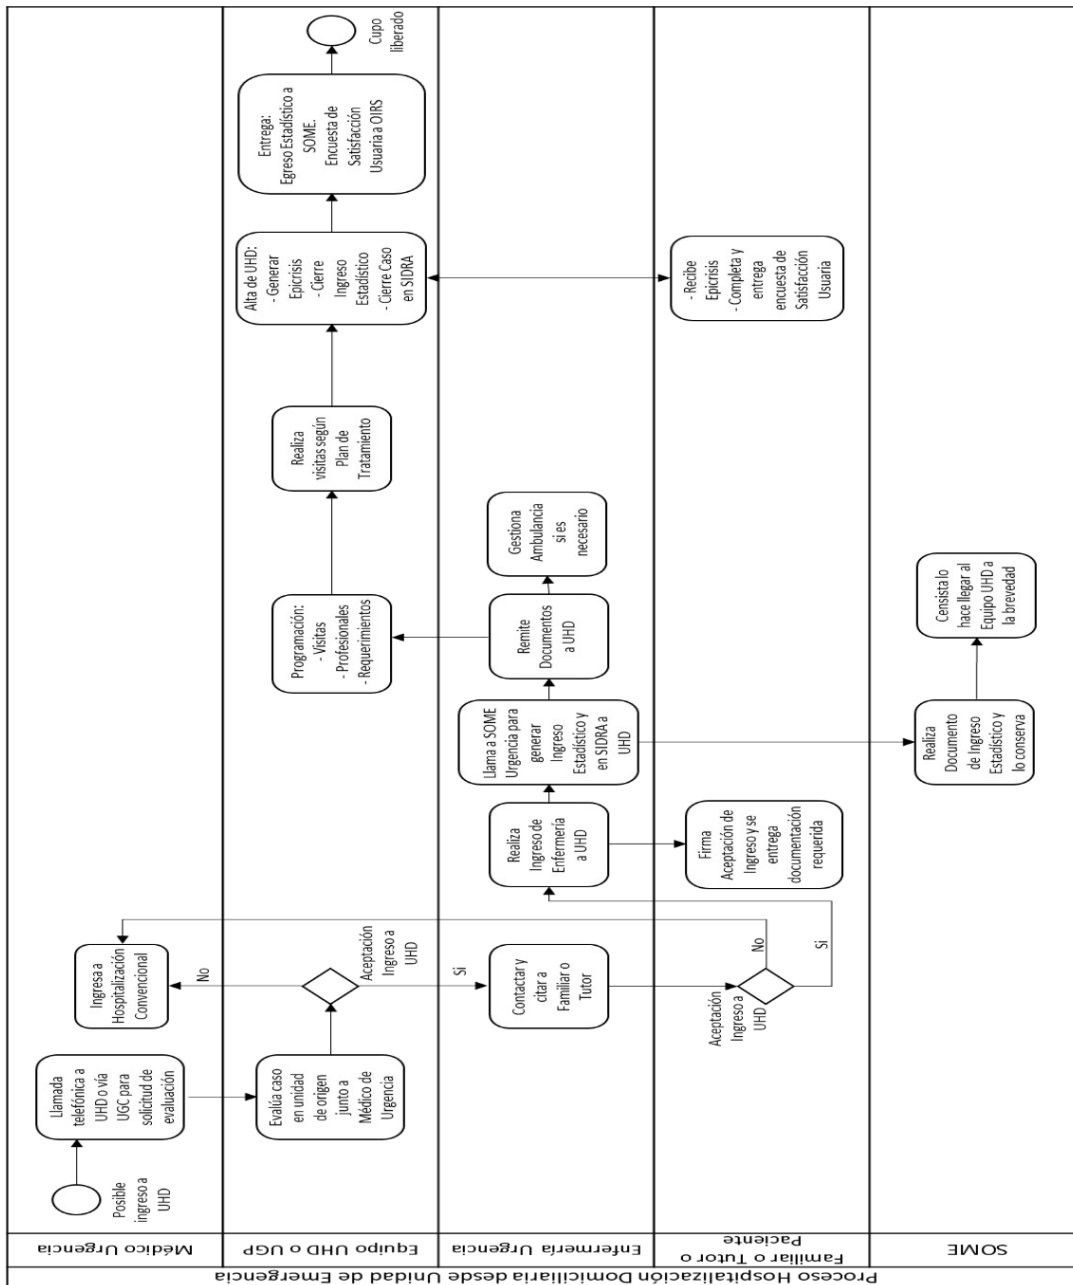 Proceso Hospitalización Domiciliaria desde Unidad de Emergencia
Médico Urgencia
Posible
ingreso a
UHD
Llamada
telefónica a
UHD o vía
UGC para
solicitud de
evaluación
Ingresa a
Hospitalización
Convencional
Equipo UHD o UGP
Evalúa caso
en unidad
de origen
junto a
Médico de
Urgencia
No
Aceptación
Ingreso a
UHD
Si
Programación:
- Visitas
- Profesionales
- Requerimientos
Realiza
visitas según
Plan de
Tratamiento
Alta de UHD:
- Generar
Epicrisis
- Cierre
Ingreso
Estadístico
- Cierre Caso
en SIDRA
Entrega:
Egreso Estadístico a
SOME.
Encuesta de
Satisfacción
Usuaria a OIRS
Cupo
liberado
Enfermería Urgencia
Contactar y
citar a
Familiar o
Tutor
Realiza
Ingreso de
Enfermería
a UHD
Llama a SOME
Urgencia para
generar
Ingreso
Estadístico y
en SIDRA a
UHD
Remite
Documentos
a UHD
Gestiona
Ambulancia
si es
necesario
Familiar o Tutor o
Paciente
Aceptación
Ingreso a
UHD
No
Si
Firma
Aceptación de
Ingreso y se
entrega
documentación
requerida
- Recibe
Epicrisis
- Completa y
entrega
encuesta de
Satisfacción
Usuaria
SOME
Realiza
Documento
de Ingreso
Estadístico y
lo conserva
Censista lo
hace llegar al
Equipo UHD a
la brevedad